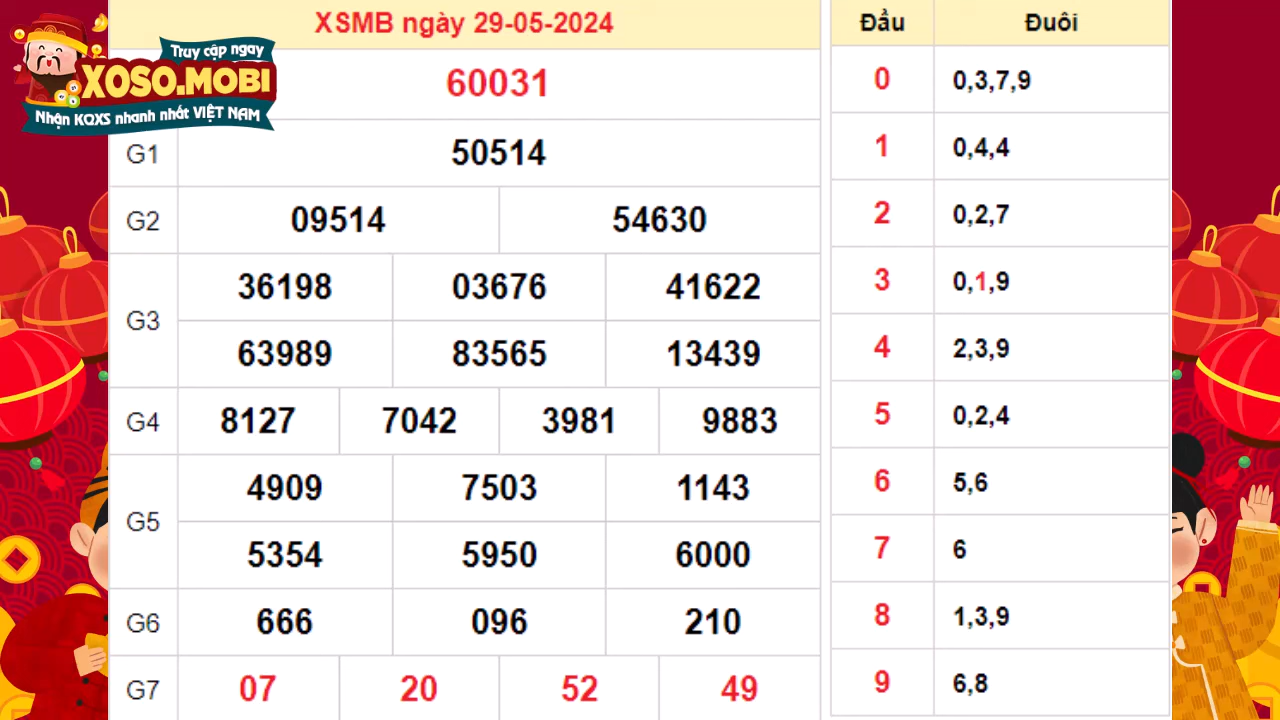 Truy cập ngay
XOSO.MOBI
Nhận KQXS nhanh nhất VIỆT NAM
XSMB ngày 29-05-2024
60031
G1 50514
G2 09514 54630
G3 36198 03676 41622
63989 83565 13439
G4 8127 7042 3981 9883
G5 4909 7503 1143
5354 5950 6000
G6 666 096 210
G7 07 20 52 49
Đầu Đuôi
0 0,3,7,9
1 0,4,4
2 0,2,7
3 0,1,9
4 2,3,9
5 0,2,4
6 5,6
7 6
8 1,3,9
9 6,8